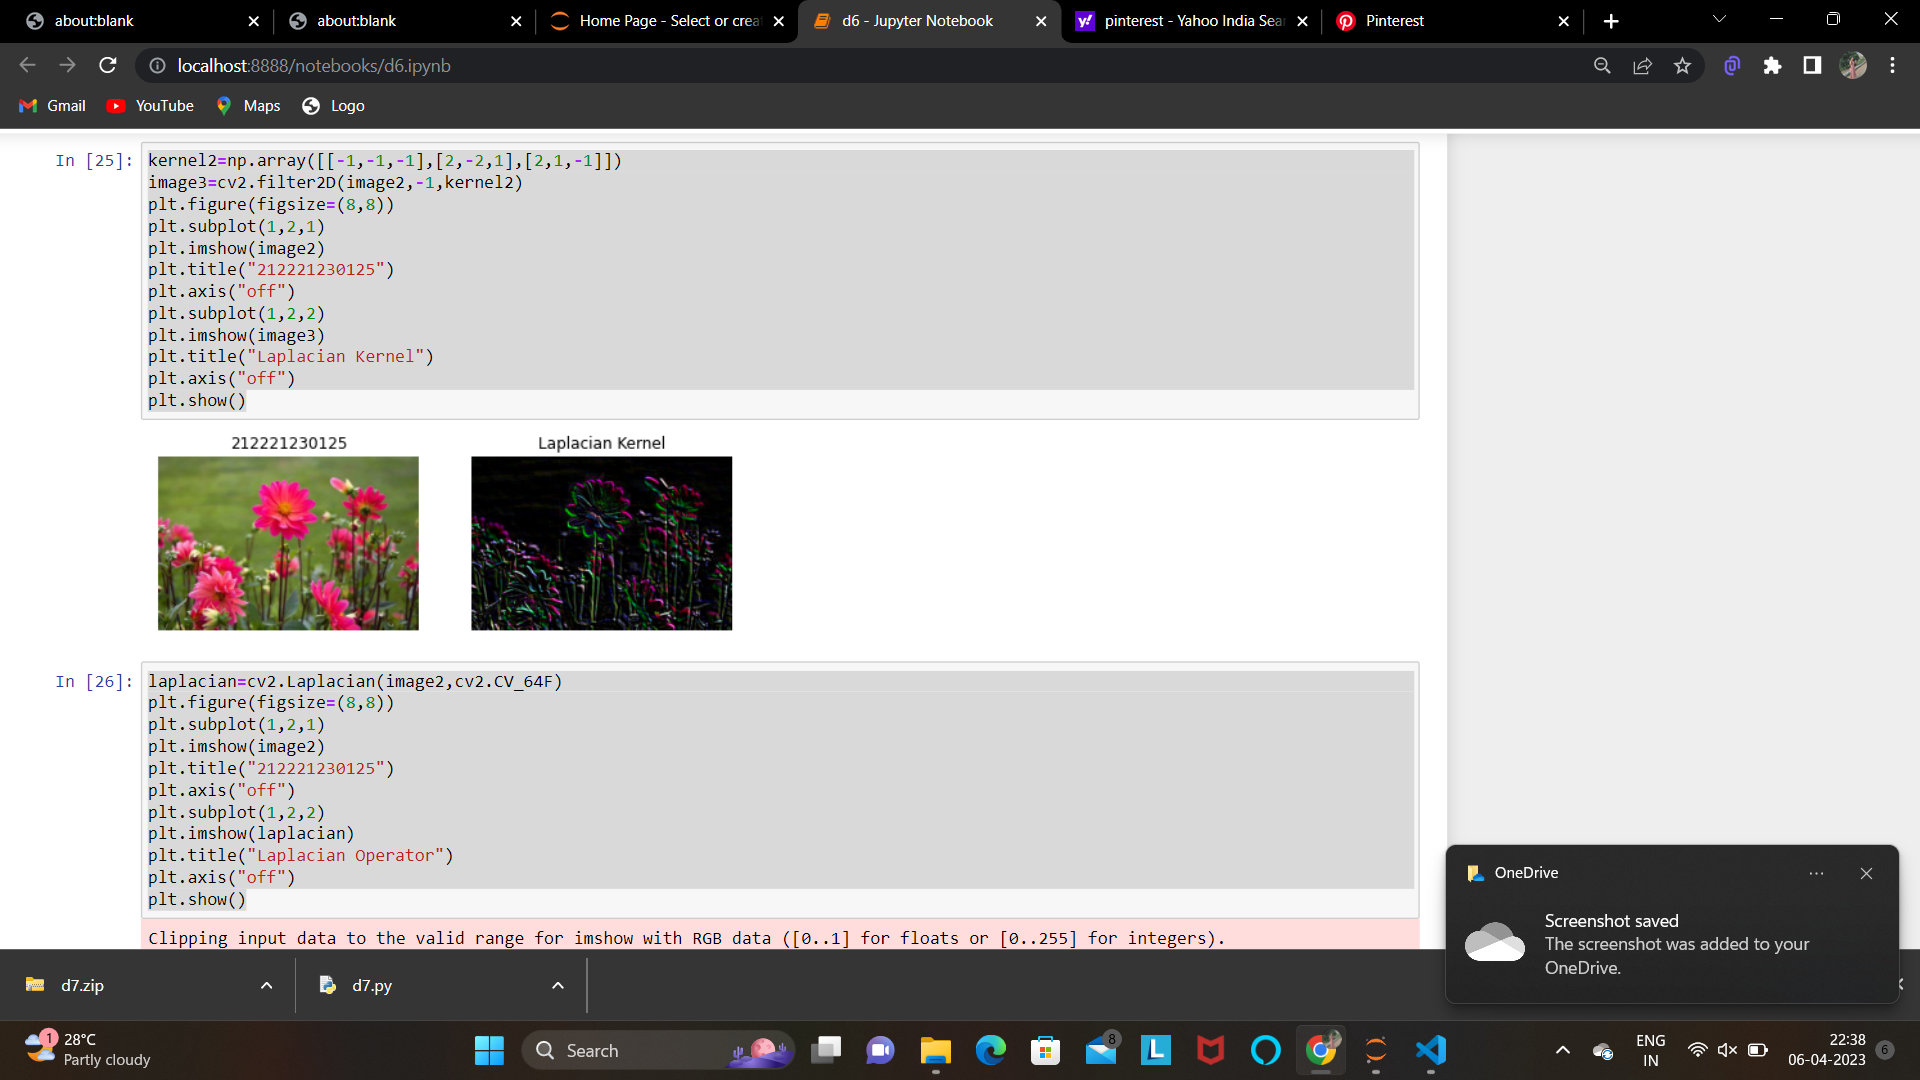 about:blank
about:blank
Home Page - Select or crea
d6 - Jupyter Notebook
pinterest - Yahoo India Sea
Pinterest
localhost:8888/notebooks/d6.ipynb
Gmail
YouTube
Maps
Logo
In [25]:
kernel2=np.array([[-1,-1,-1],[2,-2,1],[2,1,-1]])
image3=cv2.filter2D(image2,-1,kernel2)
plt.figure(figsize=(8,8))
plt.subplot(1,2,1)
plt.imshow(image2)
plt.title("212221230125")
plt.axis("off")
plt.subplot(1,2,2)
plt.imshow(image3)
plt.title("Laplacian Kernel")
plt.axis("off")
plt.show()
212221230125
Laplacian Kernel
In [26]:
laplacian=cv2.Laplacian(image2,cv2.CV_64F)
plt.figure(figsize=(8,8))
plt.subplot(1,2,1)
plt.imshow(image2)
plt.title("212221230125")
plt.axis("off")
plt.subplot(1,2,2)
plt.imshow(laplacian)
plt.title("Laplacian Operator")
plt.axis("off")
plt.show()
Clipping input data to the valid range for imshow with RGB data ([0..1] for floats or [0..255] for integers).
OneDrive
Screenshot saved
The screenshot was added to your
OneDrive.
d7.zip
d7.py
1
28°C
Partly cloudy
Search
8
L
ENG
IN
22:38
06-04-2023
6